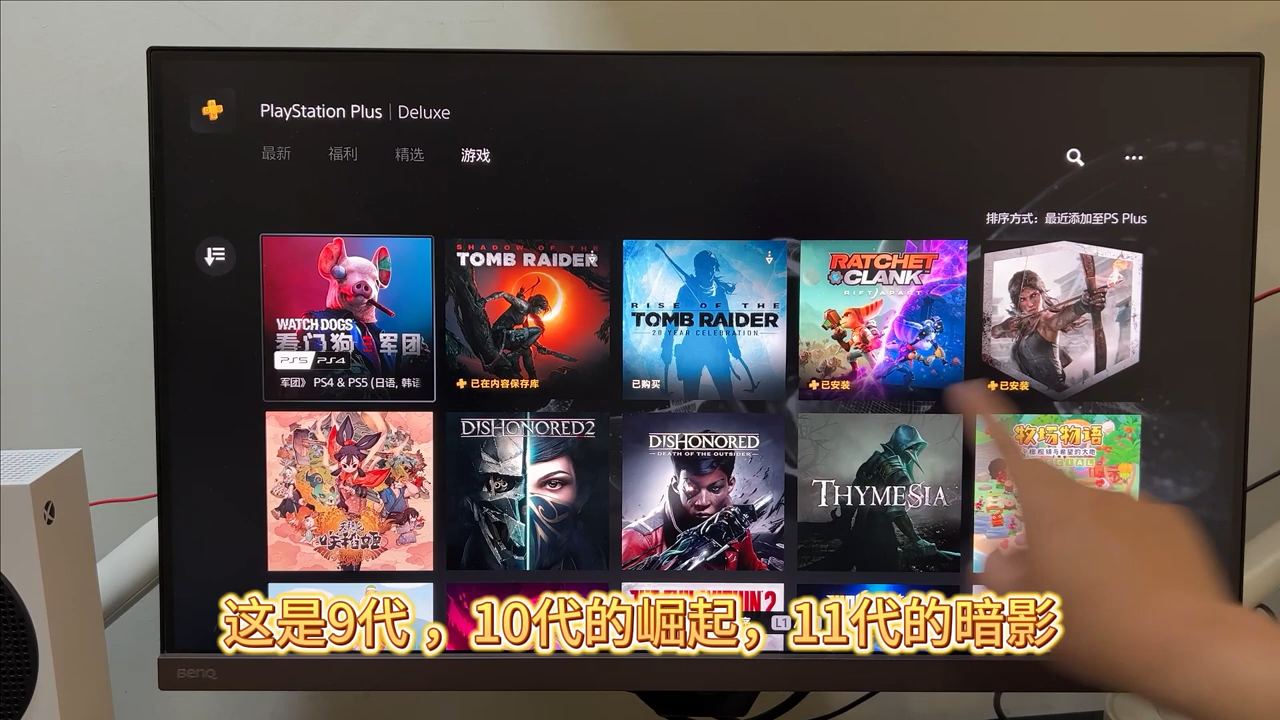 PlayStation Plus | Deluxe
最新 福利 精选 游戏
排序方式：最近添加至PS Plus
WATCH DOGS
看门狗 军团
PS5 PS4
军团》 PS4 & PS5 (日语, 韩语
SHADOW OF THE
TOMB RAIDER
已在内容保存库
RISE OF THE
TOMB RAIDER
20 YEAR CELEBRATION
已购买
RATCHET
CLANK
RIFT APART
已安装
已安装
DISHONORED 2
DISHONORED
DEATH OF THE OUTSIDER
THYMESIA
牧场物语
L1
这是9代，10代的崛起，11代的暗影
BenQ